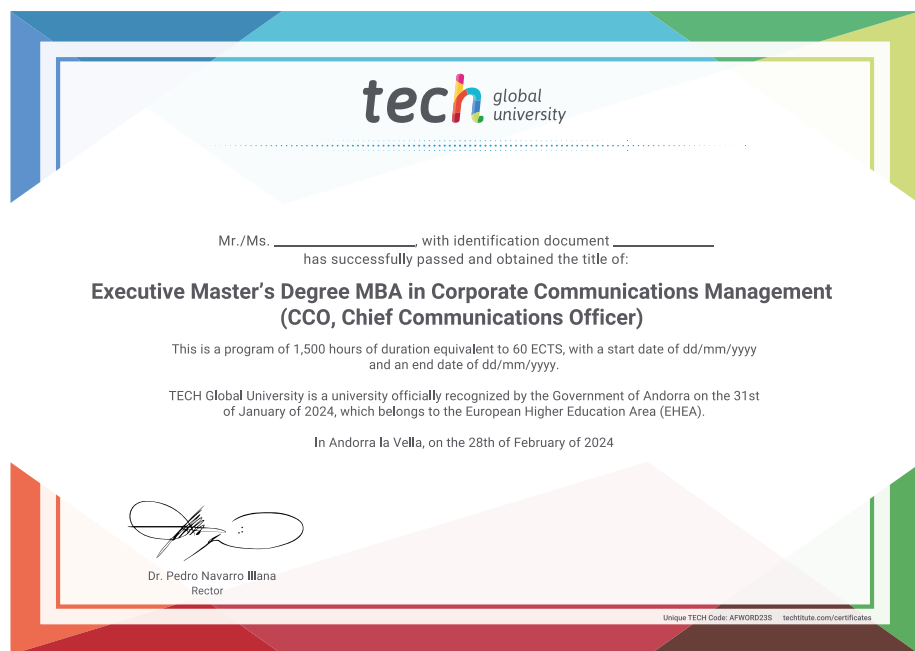 tech global university
Mr./Ms. ____________, with identification document ____________
has successfully passed and obtained the title of:
Executive Master's Degree MBA in Corporate Communications Management
(CCO, Chief Communications Officer)
This is a program of 1,500 hours of duration equivalent to 60 ECTS, with a start date of dd/mm/yyyy
and an end date of dd/mm/yyyy.
TECH Global University is a university officially recognized by the Government of Andorra on the 31st
of January of 2024, which belongs to the European Higher Education Area (EHEA).
In Andorra la Vella, on the 28th of February of 2024
Dr. Pedro Navarro Illana
Rector
Unique TECH Code: AFWORD23S techtitute.com/certificates